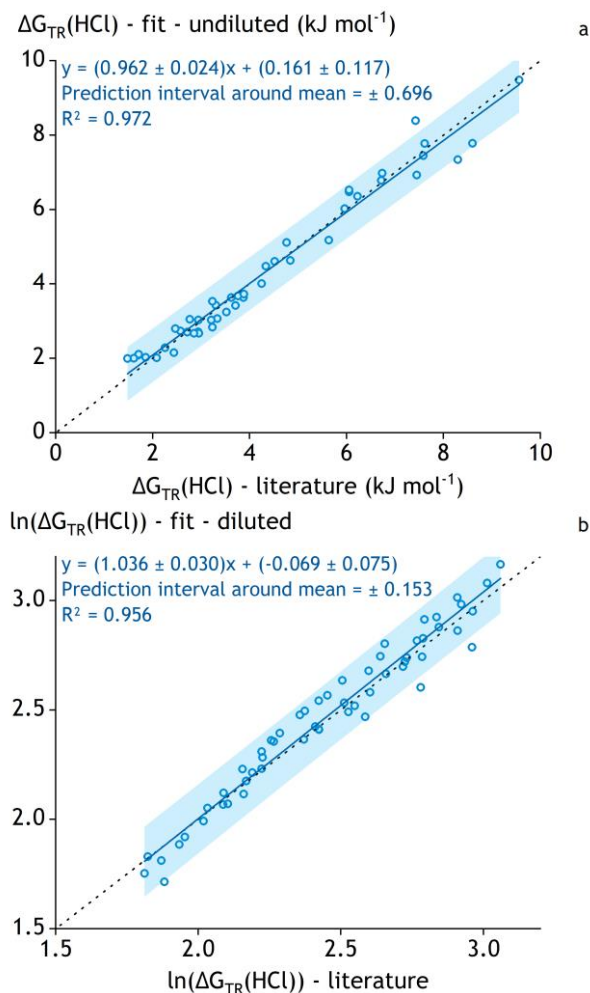 ΔG_TR(HCl) - fit - undiluted (kJ mol⁻¹)
a
y = (0.962 ± 0.024)x + (0.161 ± 0.117)
Prediction interval around mean = ± 0.696
R² = 0.972
10
8
6
4
2
0
0 2 4 6 8 10
ΔG_TR(HCl) - literature (kJ mol⁻¹)
ln(ΔG_TR(HCl)) - fit - diluted
b
y = (1.036 ± 0.030)x + (-0.069 ± 0.075)
Prediction interval around mean = ± 0.153
R² = 0.956
3.0
2.5
2.0
1.5
1.5 2.0 2.5 3.0
ln(ΔG_TR(HCl)) - literature